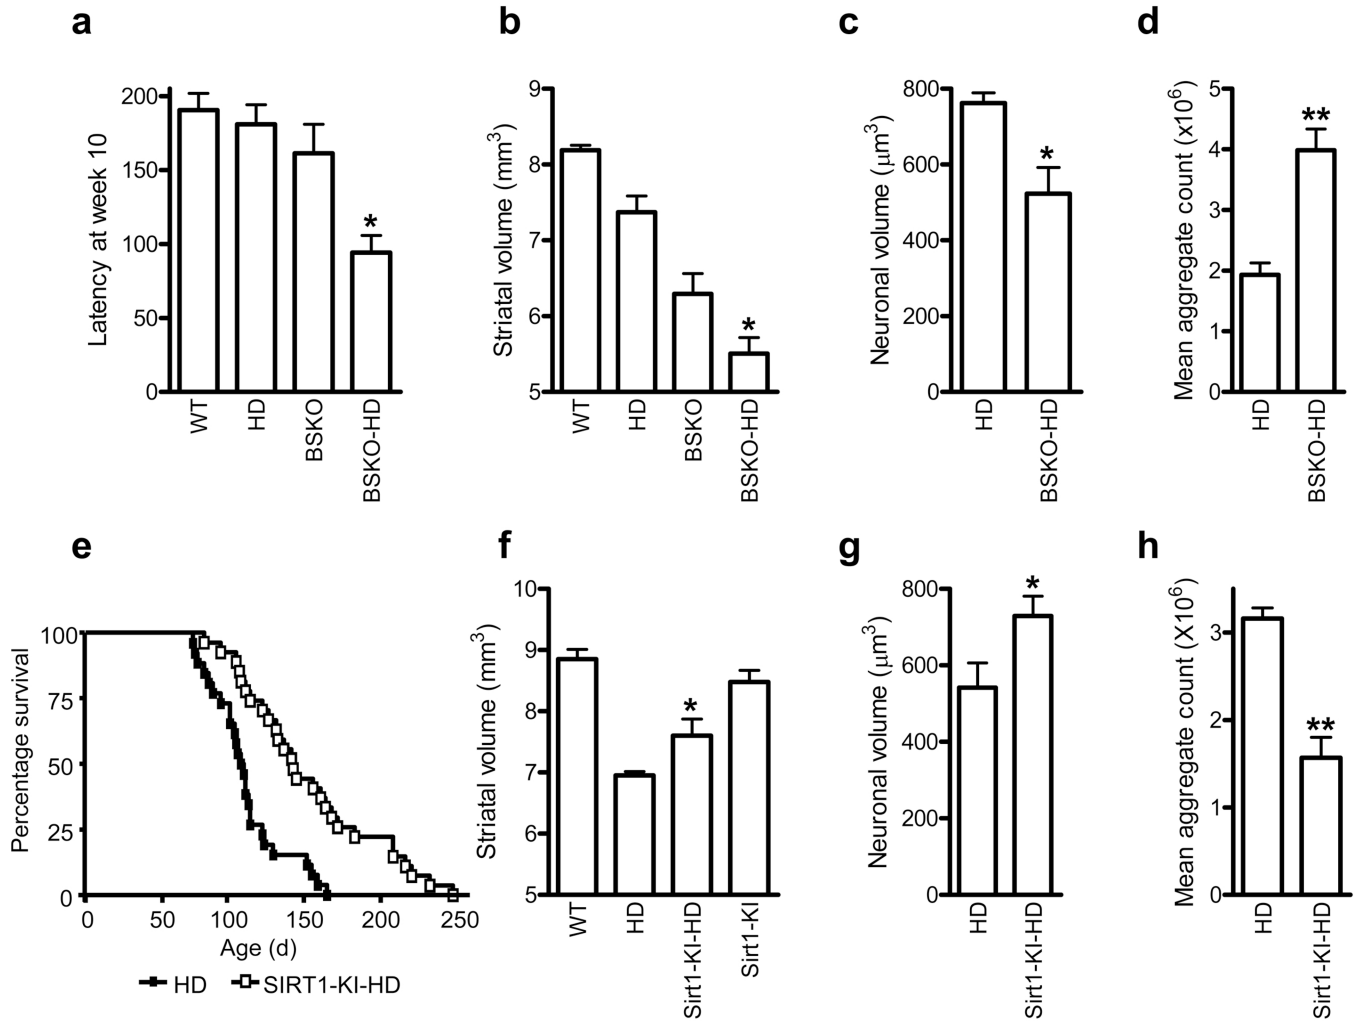 a
Latency at week 10
200
150
100
50
0
WT
HD
BSKO
BSKO-HD
*
b
Striatal volume (mm³)
9
8
7
6
5
WT
HD
BSKO
BSKO-HD
*
c
Neuronal volume (µm³)
800
600
400
200
0
HD
BSKO-HD
*
d
Mean aggregate count (x10⁶)
5
4
3
2
1
0
HD
BSKO-HD
**
e
Percentage survival
100
75
50
25
0
0 50 100 150 200 250
Age (d)
HD SIRT1-KI-HD
f
Striatal volume (mm³)
10
9
8
7
6
5
WT
HD
Sirt1-KI-HD
Sirt1-KI
*
g
Neuronal volume (µm³)
800
600
400
200
0
HD
Sirt1-KI-HD
*
h
Mean aggregate count (X10⁶)
3
2
1
0
HD
Sirt1-KI-HD
**